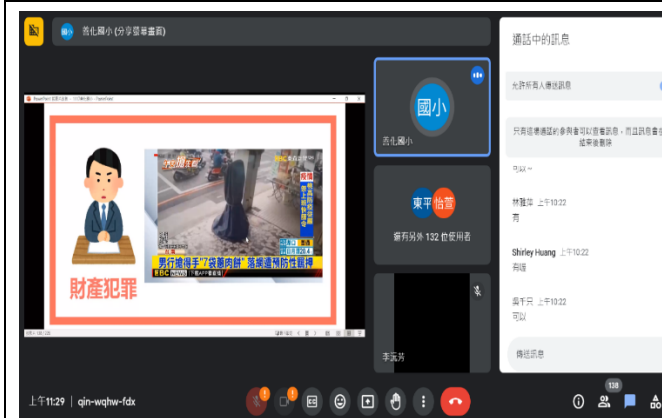 善化國小 (分享螢幕畫面)
財產犯罪
男行搶得手"7袋蔥肉餅" 落網遭預防性羈押
EBC
國小
善化國小
東平 怡萱
還有另外 132 位使用者
李沅芳
通話中的訊息
允許所有人傳送訊息
只有這場通話的參與者可以查看訊息，而且訊息會在
結束後刪除
可以～
林雅萍 上午10:22
有
Shirley Huang 上午10:22
有喔
上午10:22
可以
傳送訊息
138
上午11:29 | qin-wqhw-fdx